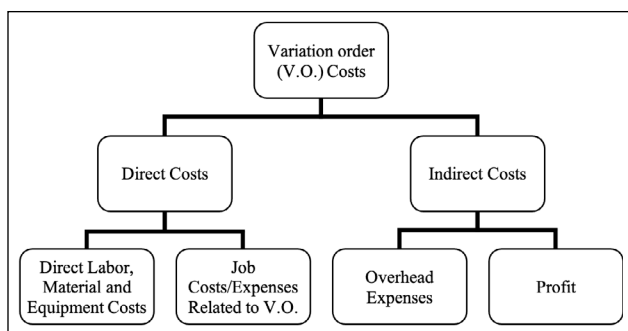 Variation order
(V.O.) Costs
Direct Costs
Indirect Costs
Direct Labor,
Material and
Equipment Costs
Job
Costs/Expenses
Related to V.O.
Overhead
Expenses
Profit